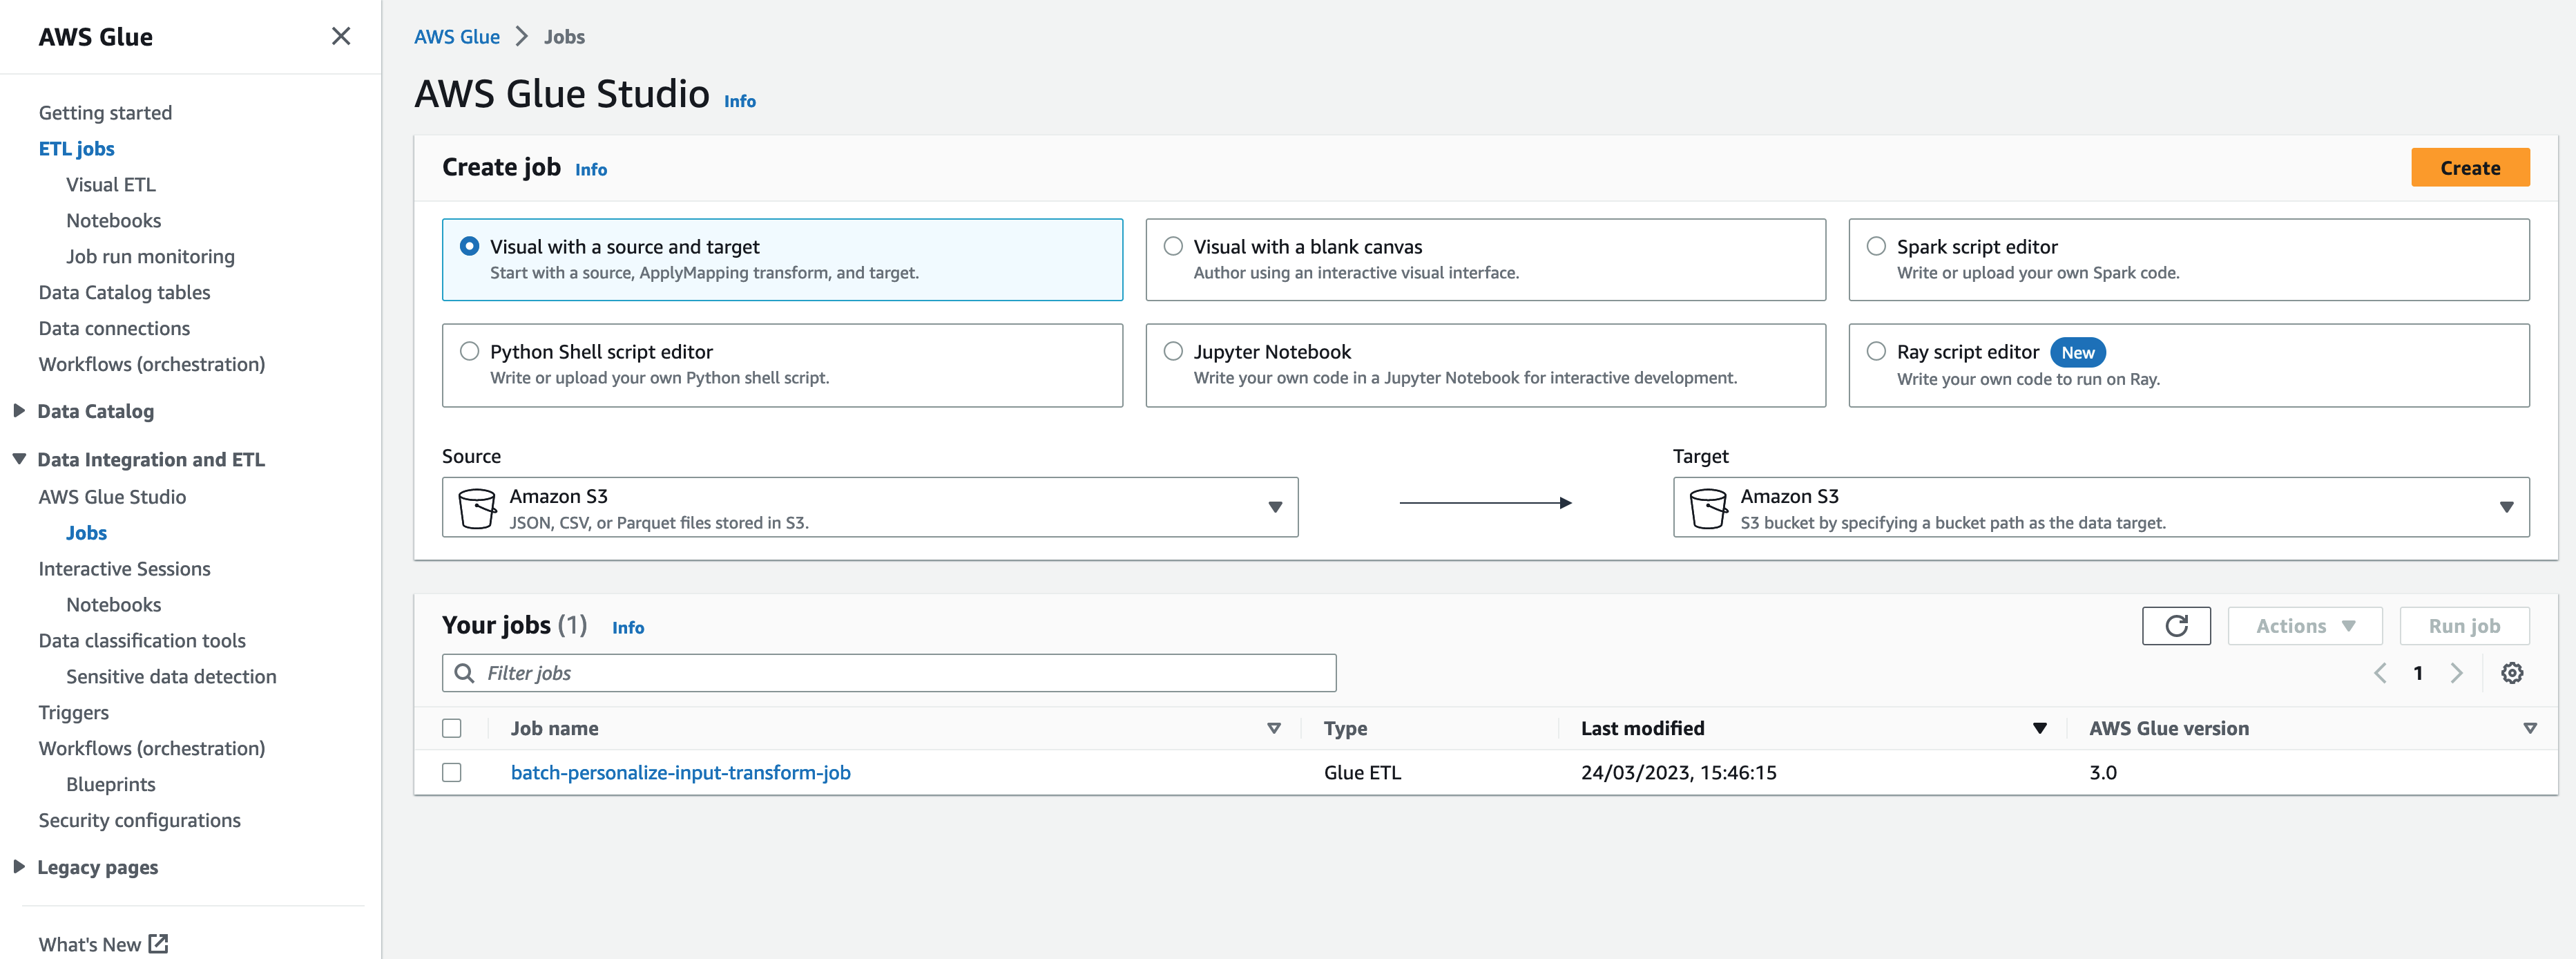 AWS Glue
Getting started
ETL jobs
Visual ETL
Notebooks
Job run monitoring
Data Catalog tables
Data connections
Workflows (orchestration)
Data Catalog
Data Integration and ETL
AWS Glue Studio
Jobs
Interactive Sessions
Notebooks
Data classification tools
Sensitive data detection
Triggers
Workflows (orchestration)
Blueprints
Security configurations
Legacy pages
What's New
AWS Glue > Jobs
AWS Glue Studio Info
Create job Info
Create
Visual with a source and target
Start with a source, ApplyMapping transform, and target.
Visual with a blank canvas
Author using an interactive visual interface.
Spark script editor
Write or upload your own Spark code.
Python Shell script editor
Write or upload your own Python shell script.
Jupyter Notebook
Write your own code in a Jupyter Notebook for interactive development.
Ray script editor New
Write your own code to run on Ray.
Source
Amazon S3
JSON, CSV, or Parquet files stored in S3.
Target
Amazon S3
S3 bucket by specifying a bucket path as the data target.
Your jobs (1) Info
Actions
Run job
Filter jobs
1
Job name Type Last modified AWS Glue version
batch-personalize-input-transform-job Glue ETL 24/03/2023, 15:46:15 3.0